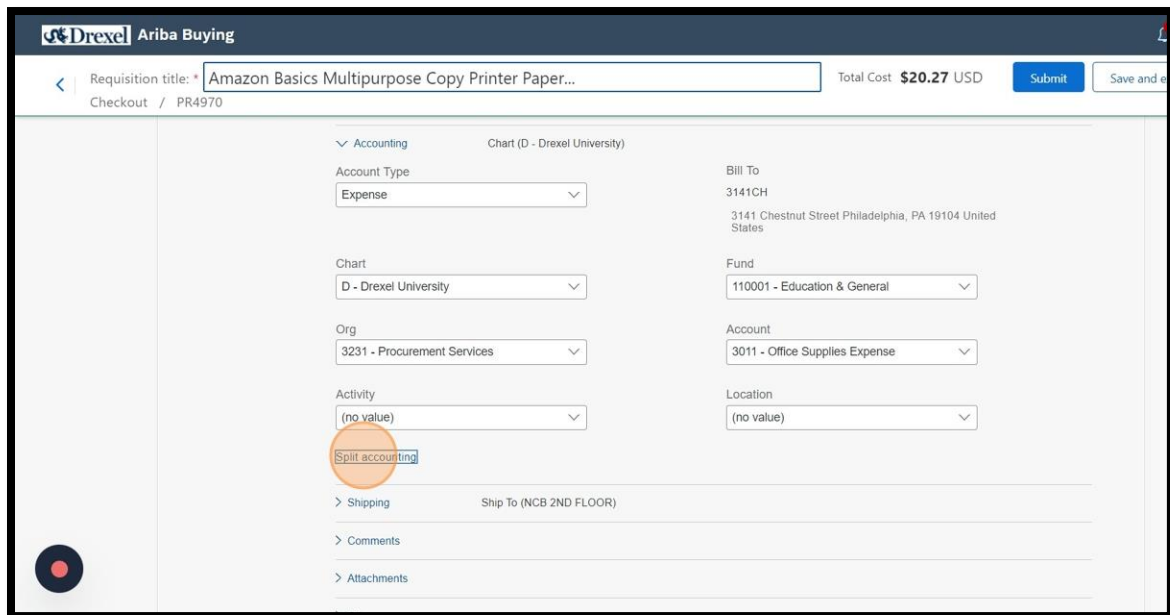 Drexel Ariba Buying
Requisition title: * Amazon Basics Multipurpose Copy Printer Paper... Total Cost $20.27 USD Submit Save and e
Checkout / PR4970
Accounting Chart (D - Drexel University)
Account Type Bill To
Expense 3141CH
3141 Chestnut Street Philadelphia, PA 19104 United
States
Chart Fund
D - Drexel University 110001 - Education & General
Org Account
3231 - Procurement Services 3011 - Office Supplies Expense
Activity Location
(no value) (no value)
Split accounting
Shipping Ship To (NCB 2ND FLOOR)
Comments
Attachments